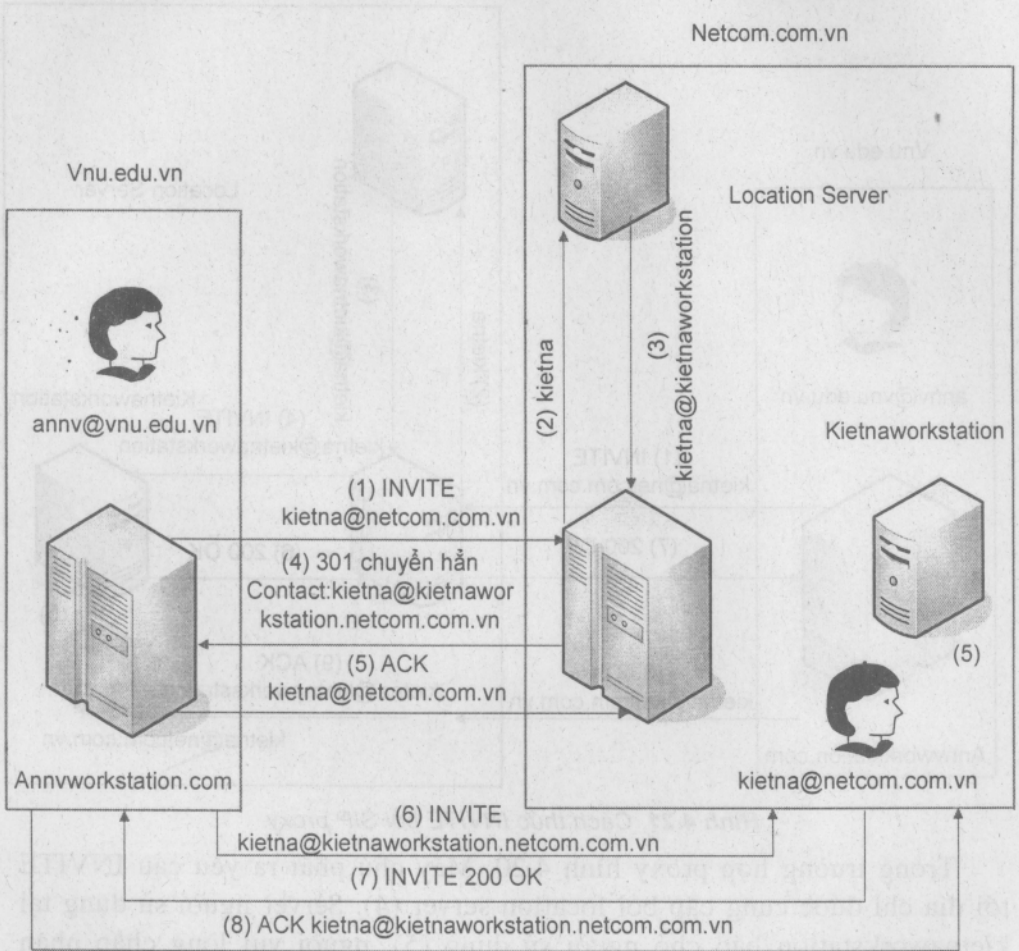 Netcom.com.vn
Vnu.edu.vn
Location Server
annv@vnu.edu.vn
(2) kietna
(3)
kietna@kietnaworkstation
Kietnaworkstation
(1) INVITE
kietna@netcom.com.vn
(4) 301 chuyển hẳn
Contact:kietna@kietnawor
kstation.netcom.com.vn
(5) ACK
kietna@netcom.com.vn
(5)
Annvworkstation.com
kietna@netcom.com.vn
(6) INVITE
kietna@kietnaworkstation.netcom.com.vn
(7) INVITE 200 OK
(8) ACK kietna@kietnaworkstation.netcom.com.vn